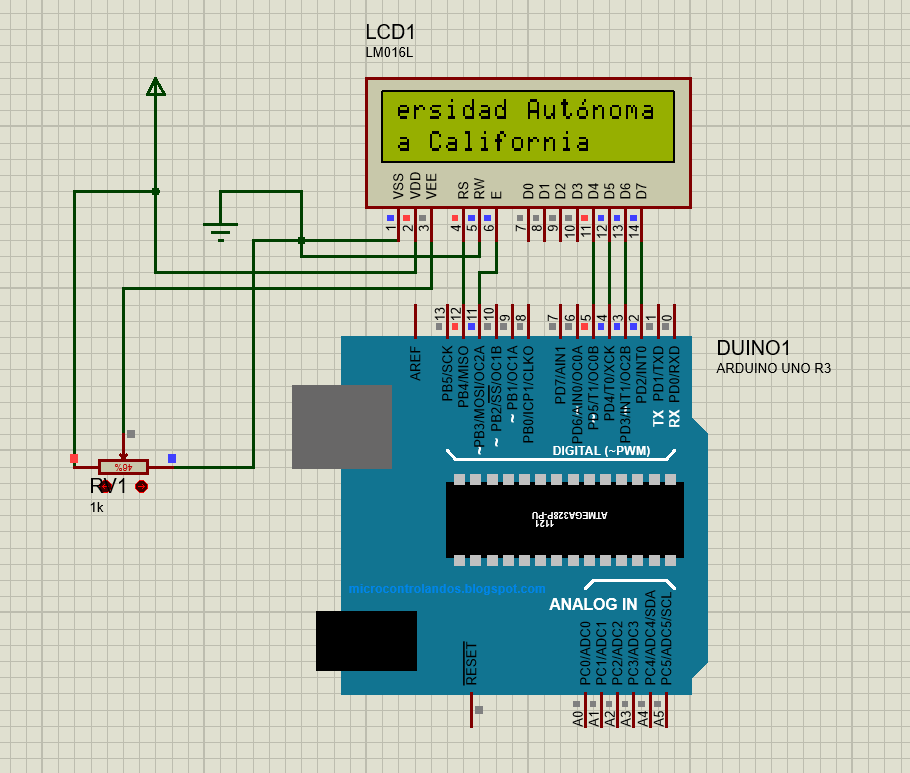 LCD1
LM016L
ersidad Autónoma
a California
VSS
VDD
VEE
RS
RW
E
D0
D1
D2
D3
D4
D5
D6
D7
1
2
3
4
5
6
7
8
9
10
11
12
13
14
13
12
11
10
9
8
7
6
5
4
3
2
1
0
AREF
PB5/SCK
PB4/MISO
~PB3/MOSI/OC2A
~ PB2/SS/OC1B
~ PB1/OC1A
PB0/ICP1/CLKO
PD7/AIN1
~ PD6/AIN0/OC0A
~ PD5/T1/OC0B
PD4/T0/XCK
~ PD3/INT1/OC2B
PD2/INT0
TX PD1/TXD
RX PD0/RXD
DUINO1
ARDUINO UNO R3
DIGITAL (~PWM)
46%
RV1
1k
ATMEGA328P-PU
1121
microcontrolandos.blogspot.com
ANALOG IN
RESET
PC0/ADC0
PC1/ADC1
PC2/ADC2
PC3/ADC3
PC4/ADC4/SDA
PC5/ADC5/SCL
A0
A1
A2
A3
A4
A5